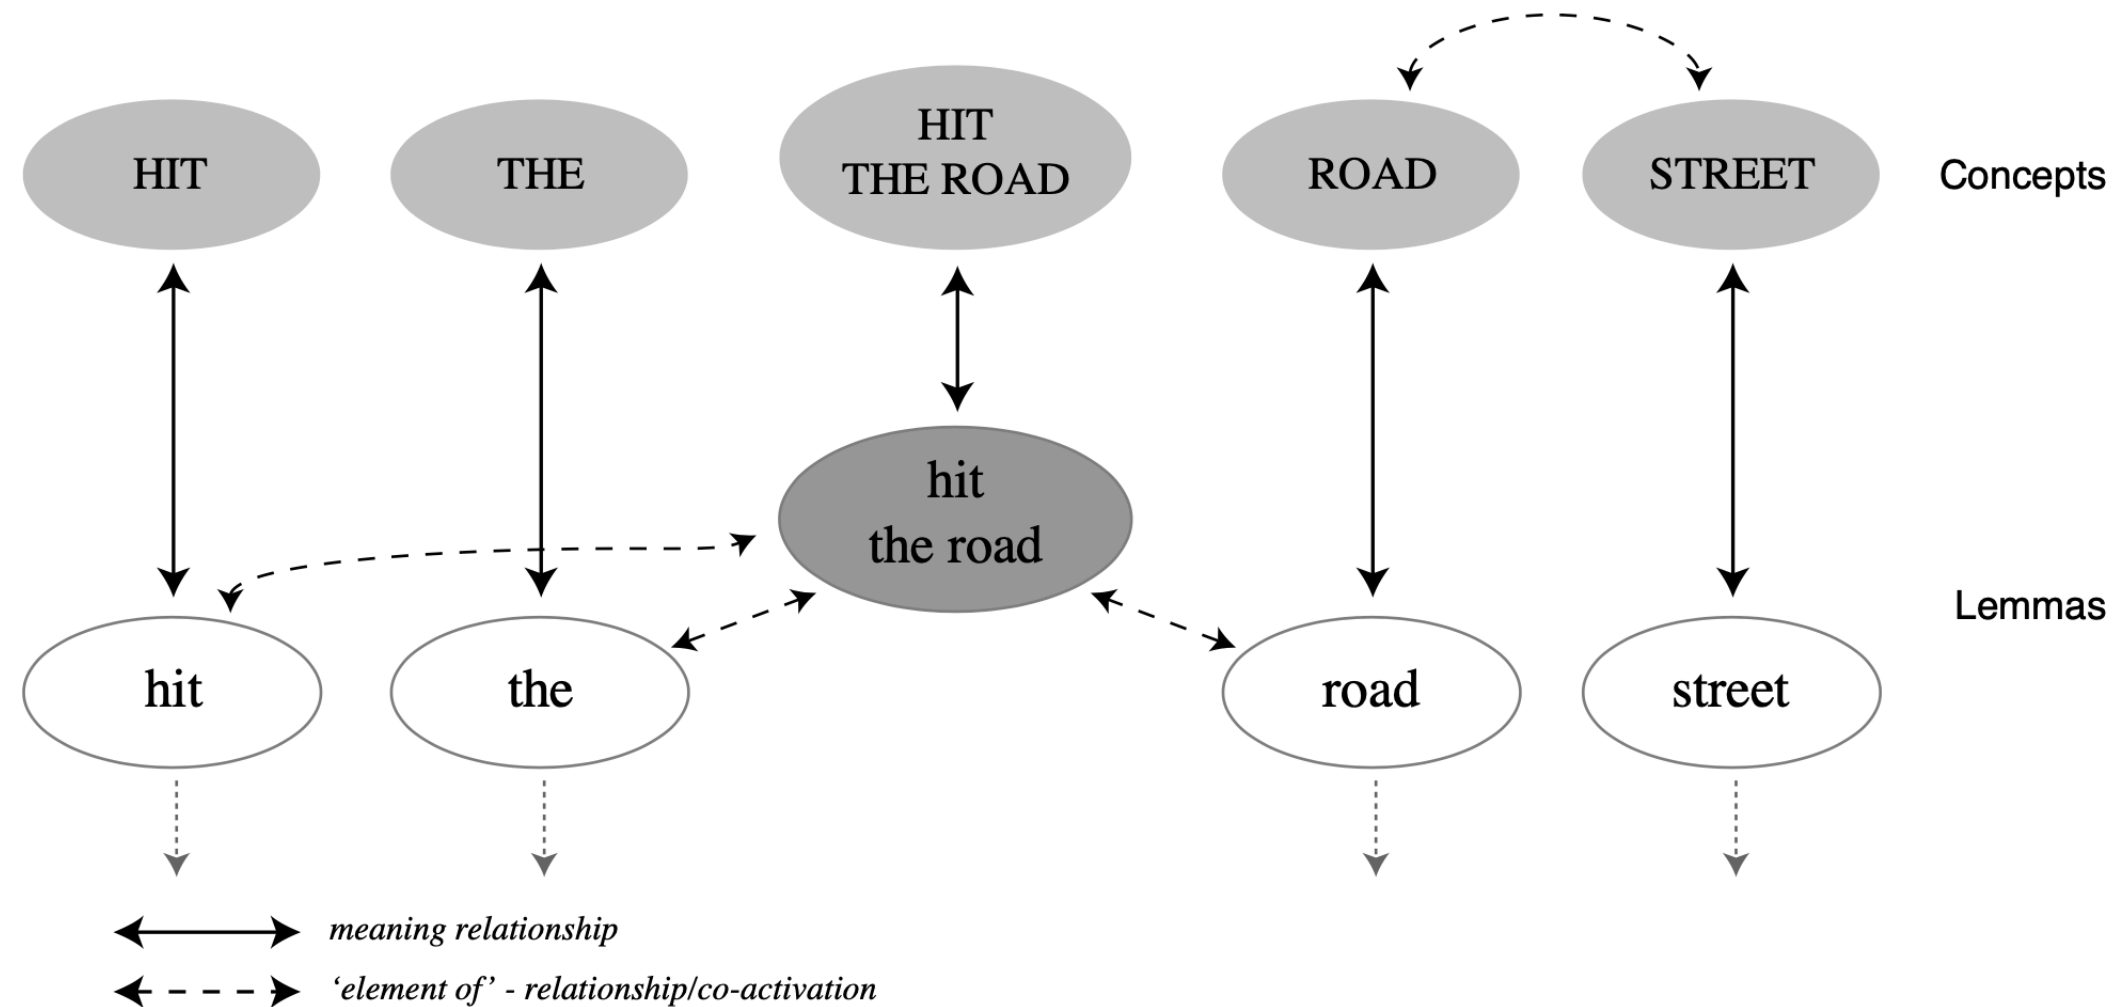 HIT
THE
HIT
THE ROAD
ROAD
STREET
Concepts
hit
the road
Lemmas
hit
the
road
street
meaning relationship
‘element of’ - relationship/co-activation